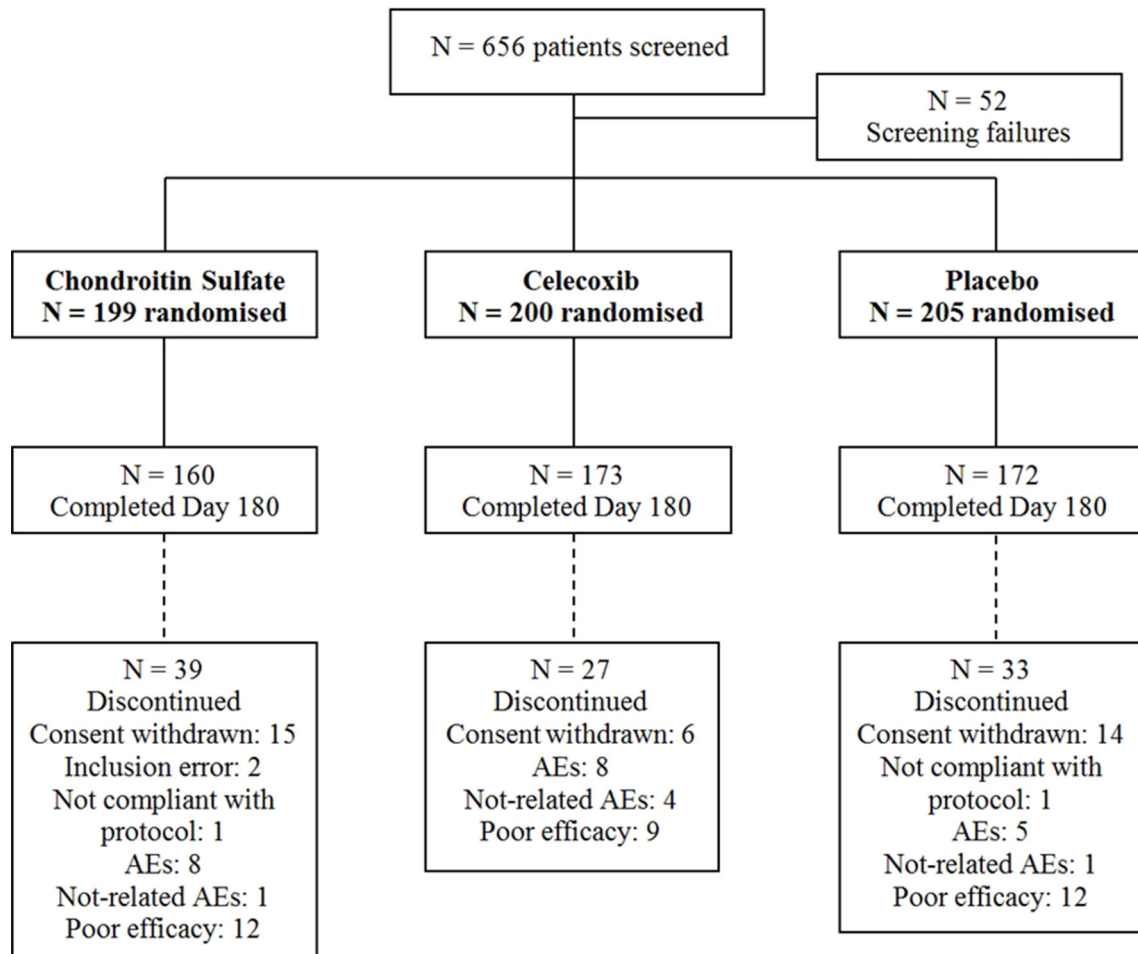 N = 656 patients screened
N = 52
Screening failures
Chondroitin Sulfate
N = 199 randomised
Celecoxib
N = 200 randomised
Placebo
N = 205 randomised
N = 160
Completed Day 180
N = 173
Completed Day 180
N = 172
Completed Day 180
N = 39
Discontinued
Consent withdrawn: 15
Inclusion error: 2
Not compliant with
protocol: 1
AEs: 8
Not-related AEs: 1
Poor efficacy: 12
N = 27
Discontinued
Consent withdrawn: 6
AEs: 8
Not-related AEs: 4
Poor efficacy: 9
N = 33
Discontinued
Consent withdrawn: 14
Not compliant with
protocol: 1
AEs: 5
Not-related AEs: 1
Poor efficacy: 12